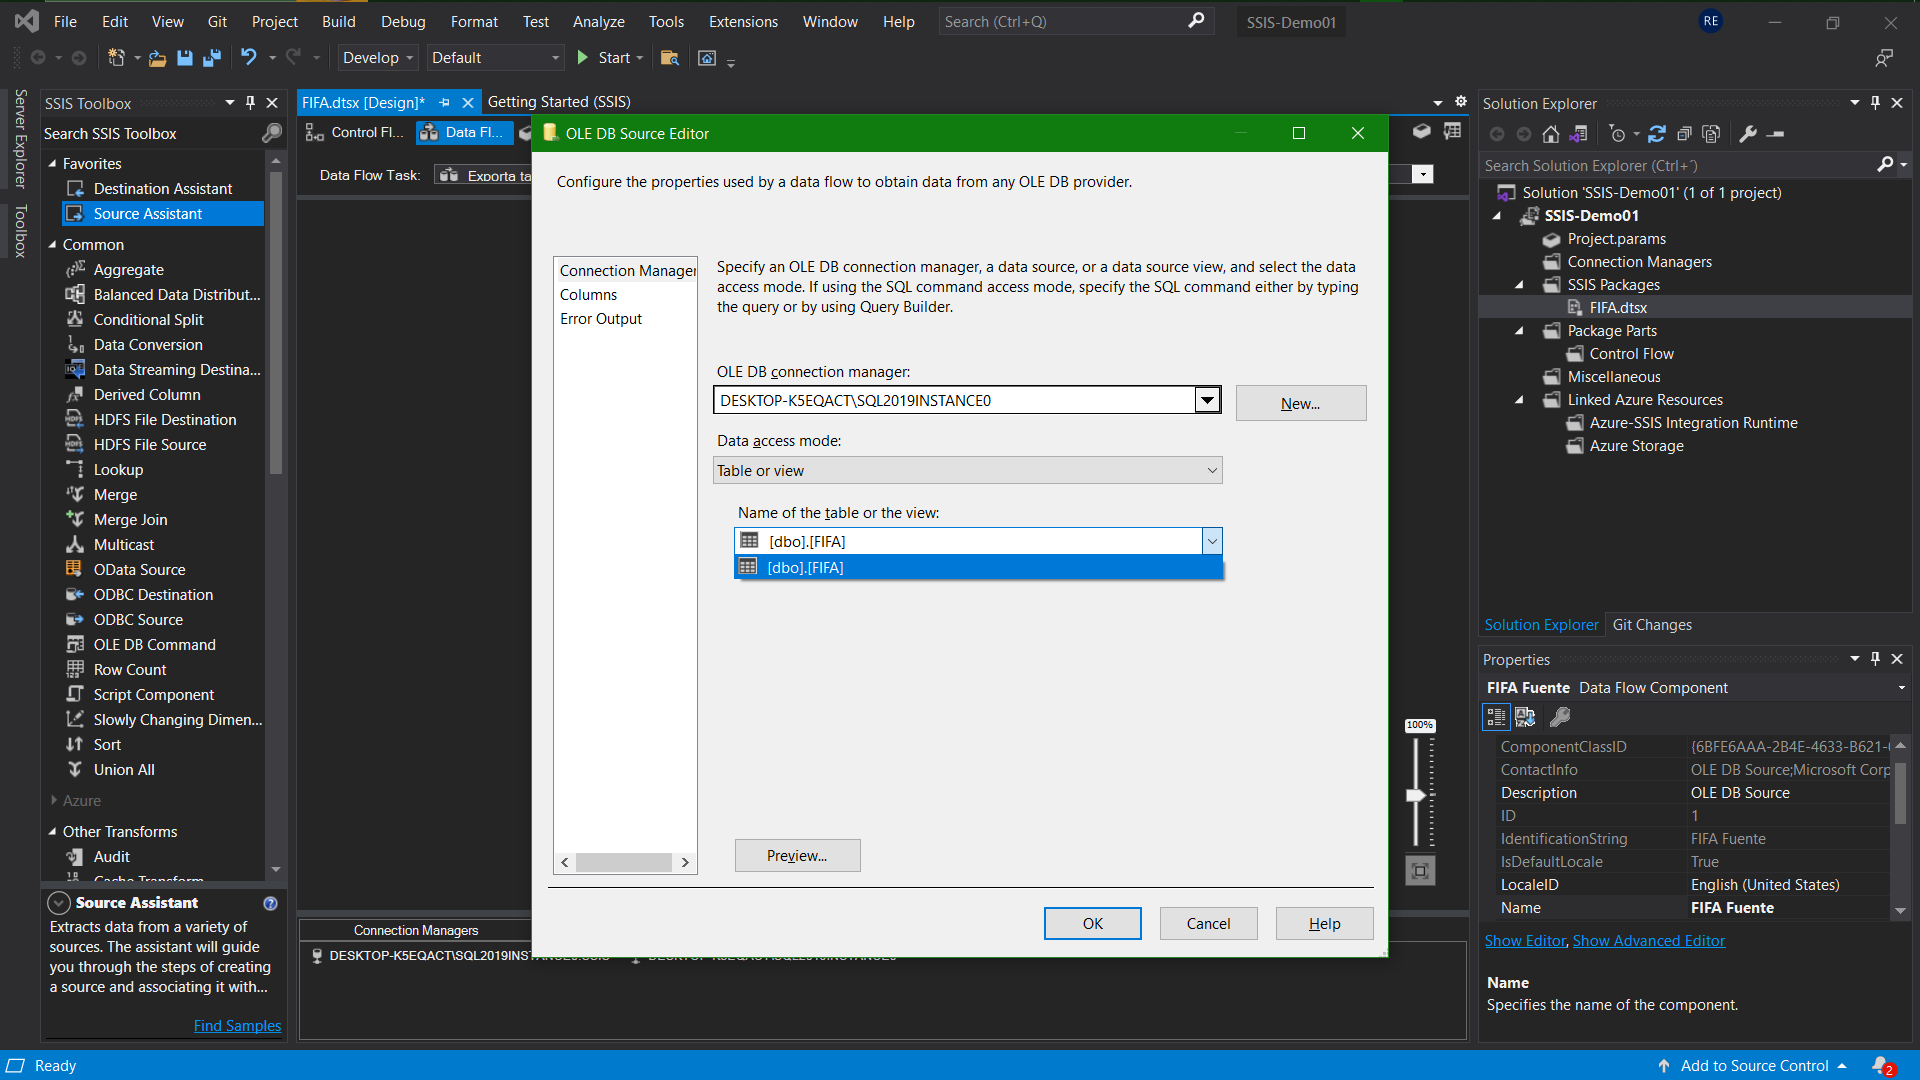 File Edit View Git Project Build Debug Format Test Analyze Tools Extensions Window Help Search (Ctrl+Q) SSIS-Demo01 RE
Develop Default Start
Server Explorer
Toolbox
SSIS Toolbox
Search SSIS Toolbox
Favorites
Destination Assistant
Source Assistant
Common
Aggregate
Balanced Data Distribut...
Conditional Split
Data Conversion
Data Streaming Destina...
Derived Column
HDFS File Destination
HDFS File Source
Lookup
Merge
Merge Join
Multicast
OData Source
ODBC Destination
ODBC Source
OLE DB Command
Row Count
Script Component
Slowly Changing Dimen...
Sort
Union All
Azure
Other Transforms
Audit
Cache Transform
Source Assistant
Extracts data from a variety of
sources. The assistant will guide
you through the steps of creating
a source and associating it with...
Find Samples
FIFA.dtsx [Design]* Getting Started (SSIS)
Control Fl... Data Fl...
Data Flow Task: Exporta ta
OLE DB Source Editor
Configure the properties used by a data flow to obtain data from any OLE DB provider.
Connection Manager
Columns
Error Output
Specify an OLE DB connection manager, a data source, or a data source view, and select the data
access mode. If using the SQL command access mode, specify the SQL command either by typing
the query or by using Query Builder.
OLE DB connection manager:
DESKTOP-K5EQACT\SQL2019INSTANCE0
New...
Data access mode:
Table or view
Name of the table or the view:
[dbo].[FIFA]
[dbo].[FIFA]
Preview...
OK Cancel Help
100%
Connection Managers
DESKTOP-K5EQACT\SQL2019INSTANCE0.SSIS DESKTOP-K5EQACT\SQL2019INSTANCE0
Solution Explorer
Search Solution Explorer (Ctrl+´)
Solution 'SSIS-Demo01' (1 of 1 project)
SSIS-Demo01
Project.params
Connection Managers
SSIS Packages
FIFA.dtsx
Package Parts
Control Flow
Miscellaneous
Linked Azure Resources
Azure-SSIS Integration Runtime
Azure Storage
Solution Explorer Git Changes
Properties
FIFA Fuente Data Flow Component
ComponentClassID {6BFE6AAA-2B4E-4633-B621-
ContactInfo OLE DB Source;Microsoft Corp
Description OLE DB Source
ID 1
IdentificationString FIFA Fuente
IsDefaultLocale True
LocaleID English (United States)
Name FIFA Fuente
Show Editor, Show Advanced Editor
Name
Specifies the name of the component.
Ready Add to Source Control 2